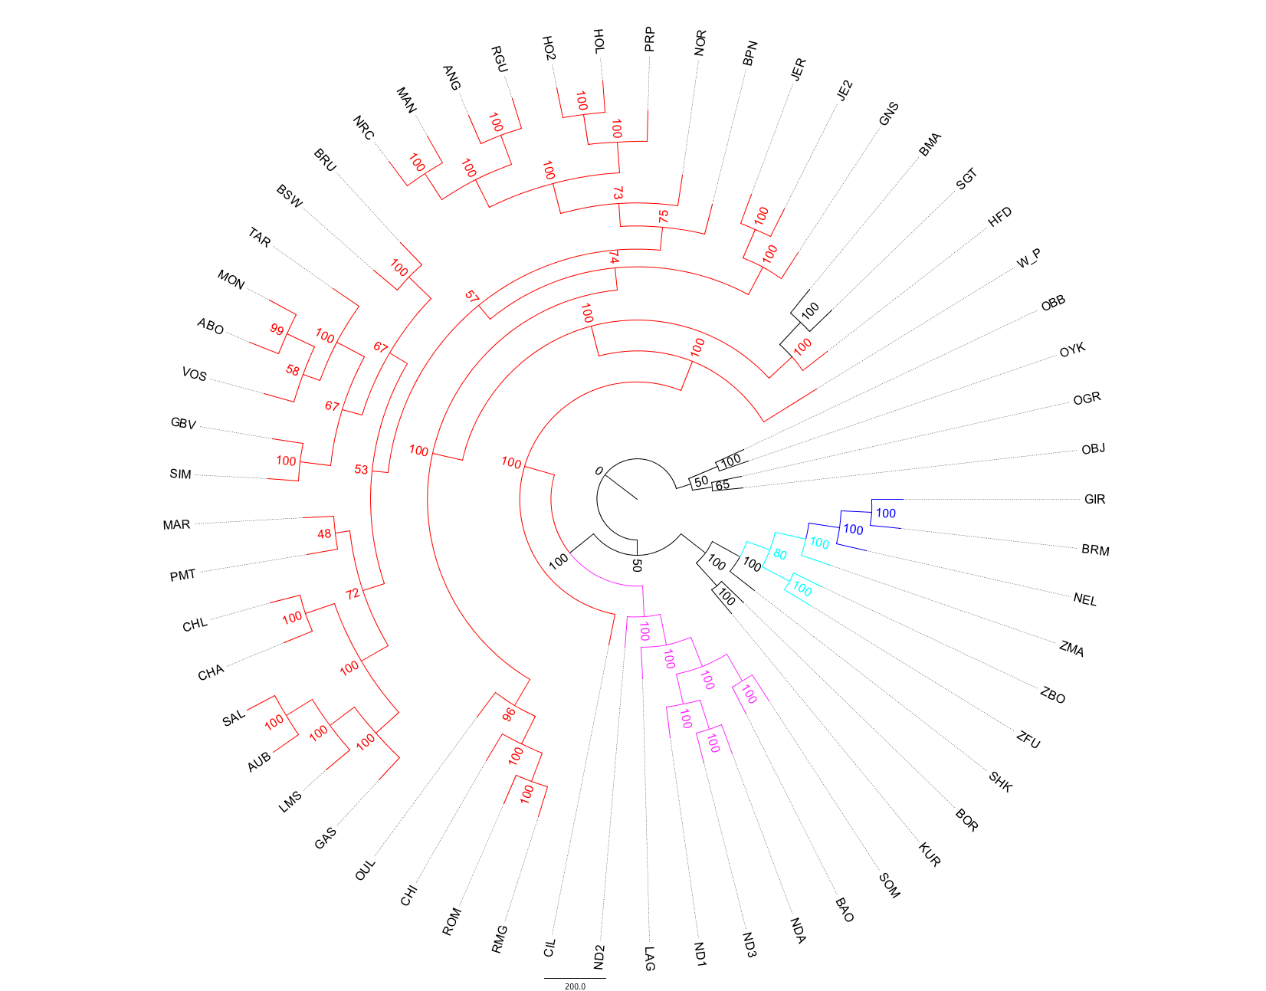 PRP
NOR
BPN
JER
JE2
GNS
BMA
SGT
HFD
W_P
OBB
OYK
OGR
OBJ
GIR
BRM
NEL
ZMA
ZBO
ZFU
SHK
BOR
KUR
SOM
BAO
NDA
ND3
ND1
LAG
ND2
CIL
RMG
ROM
CHI
OUL
GAS
LMS
AUB
SAL
CHA
CHL
PMT
MAR
SIM
GBV
VOS
ABO
MON
TAR
BSW
BRU
NRC
MAN
ANG
RGU
HO2
HOL
100
100
100
100
100
100
73
75
74
57
100
100
100
100
100
100
100
99
100
58
67
67
100
53
48
72
100
100
100
100
100
100
96
100
100
100
100
0
50
100
50
65
100
100
80
100
100
100
100
100
100
100
100
100
100
100
200.0